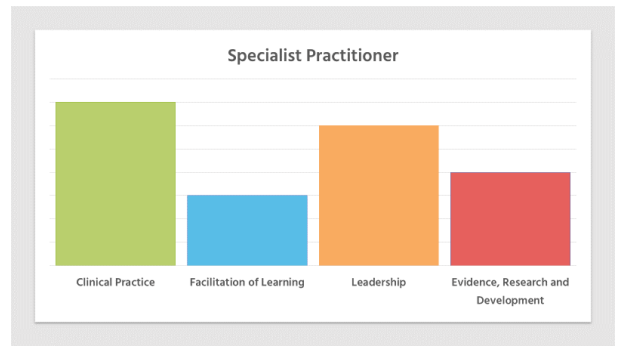 Specialist Practitioner
Clinical Practice
Facilitation of Learning
Leadership
Evidence, Research and
Development